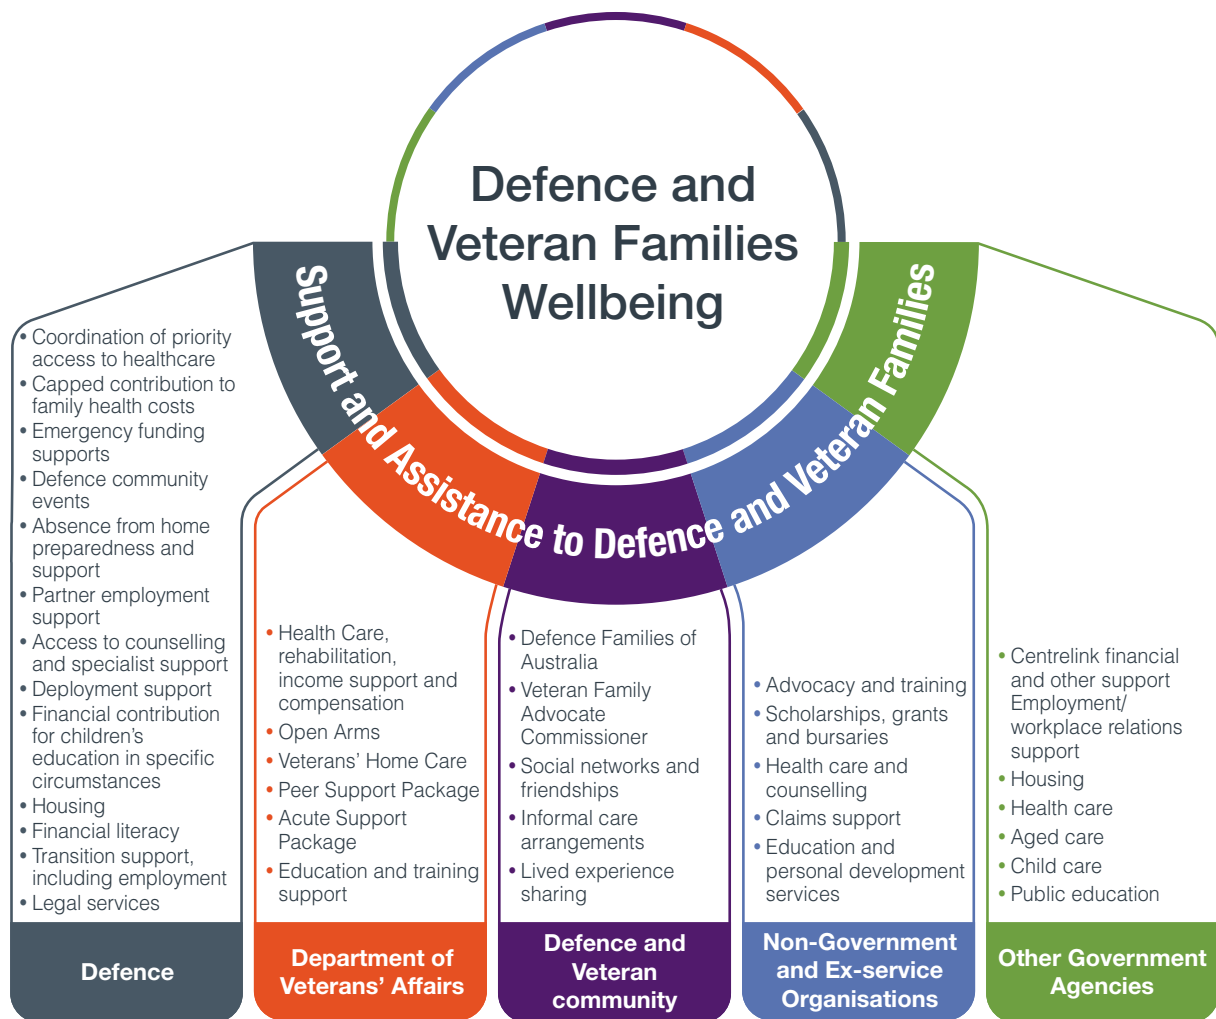 Defence and
Veteran Families
Wellbeing
Support and Assistance to Defence and Veteran Families
• Coordination of priority
access to healthcare
• Capped contribution to
family health costs
• Emergency funding
supports
• Defence community
events
• Absence from home
preparedness and
support
• Partner employment
support
• Access to counselling
and specialist support
• Deployment support
• Financial contribution
for children's
education in specific
circumstances
• Housing
• Financial literacy
• Transition support,
including employment
• Legal services
Defence
• Health Care,
rehabilitation,
income support and
compensation
• Open Arms
• Veterans' Home Care
• Peer Support Package
• Acute Support
Package
• Education and training
support
Department of
Veterans' Affairs
• Defence Families of
Australia
• Veteran Family
Advocate
Commissioner
• Social networks and
friendships
• Informal care
arrangements
• Lived experience
sharing
Defence and
Veteran
community
• Advocacy and training
• Scholarships, grants
and bursaries
• Health care and
counselling
• Claims support
• Education and
personal development
services
Non-Government
and Ex-service
Organisations
• Centrelink financial
and other support
Employment/
workplace relations
support
• Housing
• Health care
• Aged care
• Child care
• Public education
Other Government
Agencies